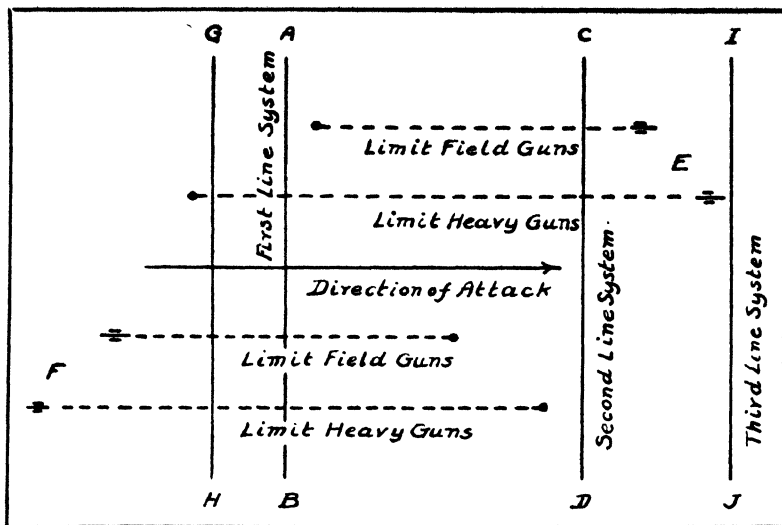 G A C I
First Line System
Limit Field Guns
E
Limit Heavy Guns
Direction of Attack
Second Line System.
Third Line System
Limit Field Guns
F
Limit Heavy Guns
H B D J